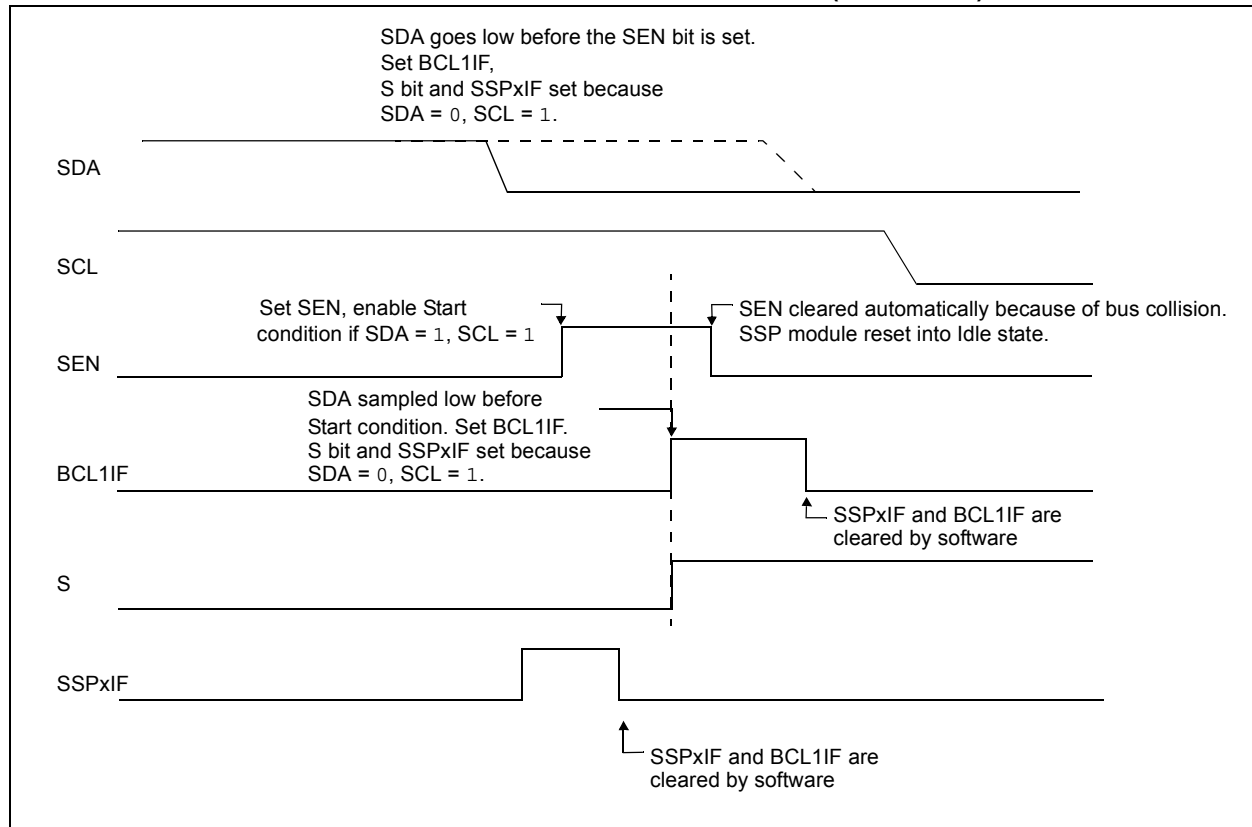 SDA goes low before the SEN bit is set.
Set BCL1IF,
S bit and SSPxIF set because
SDA = 0, SCL = 1.
SDA
SCL
Set SEN, enable Start
condition if SDA = 1, SCL = 1
SEN cleared automatically because of bus collision.
SSP module reset into Idle state.
SEN
SDA sampled low before
Start condition. Set BCL1IF.
S bit and SSPxIF set because
SDA = 0, SCL = 1.
BCL1IF
SSPxIF and BCL1IF are
cleared by software
S
SSPxIF
SSPxIF and BCL1IF are
cleared by software